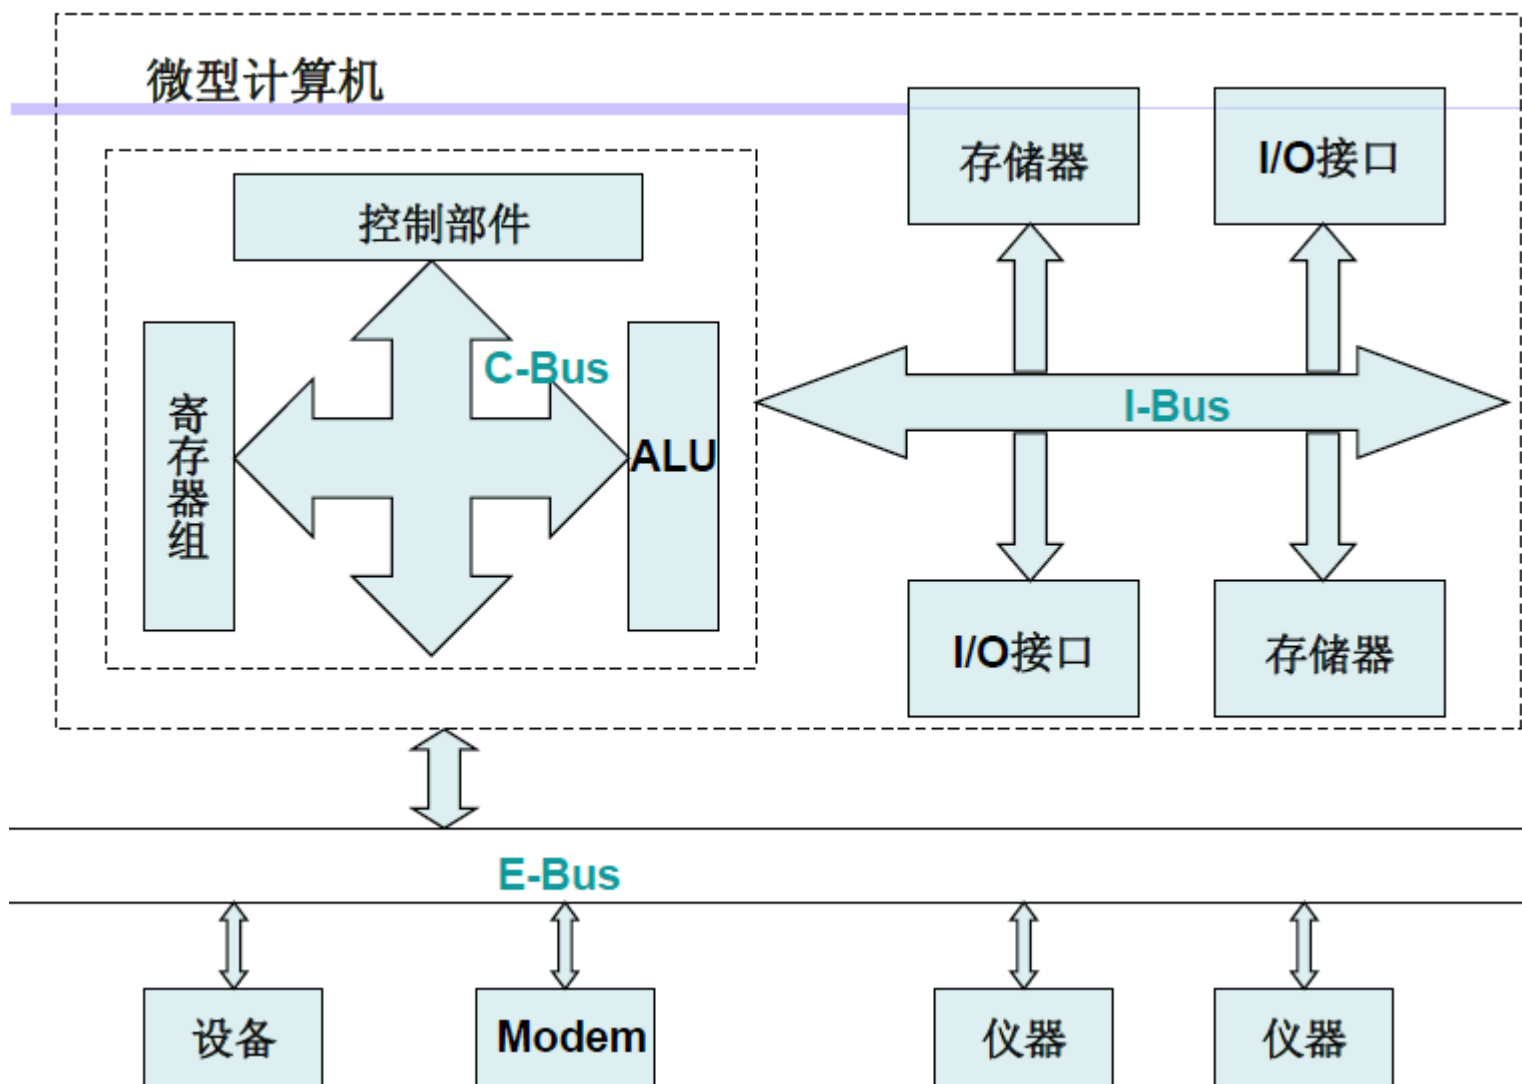 微型计算机
存储器
I/O接口
控制部件
C-Bus
寄存器组
ALU
I-Bus
I/O接口
存储器
E-Bus
设备
Modem
仪器
仪器